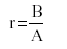 r = B/A